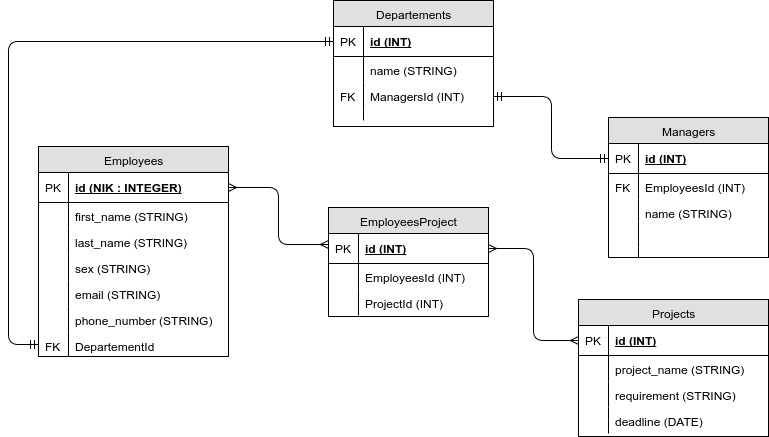 Departements
PK id (INT)
name (STRING)
FK ManagersId (INT)
Managers
PK id (INT)
FK EmployeesId (INT)
name (STRING)
Employees
PK id (NIK : INTEGER)
first_name (STRING)
last_name (STRING)
sex (STRING)
email (STRING)
phone_number (STRING)
FK DepartementId
EmployeesProject
PK id (INT)
EmployeesId (INT)
ProjectId (INT)
Projects
PK id (INT)
project_name (STRING)
requirement (STRING)
deadline (DATE)